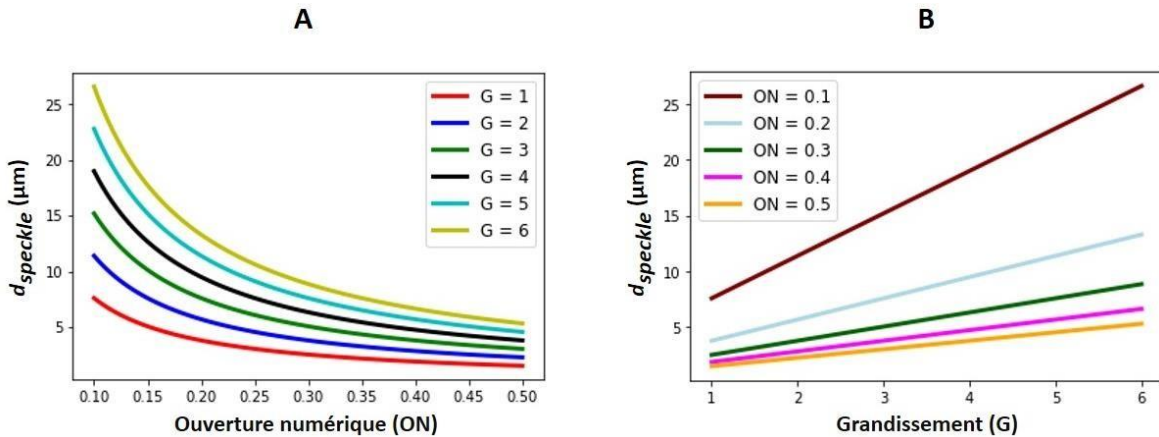 A
B
25
20
15
10
5
d_speckle (µm)
G = 1
G = 2
G = 3
G = 4
G = 5
G = 6
0.10 0.15 0.20 0.25 0.30 0.35 0.40 0.45 0.50
Ouverture numérique (ON)
25
20
15
10
5
d_speckle (µm)
ON = 0.1
ON = 0.2
ON = 0.3
ON = 0.4
ON = 0.5
1 2 3 4 5 6
Grandissement (G)